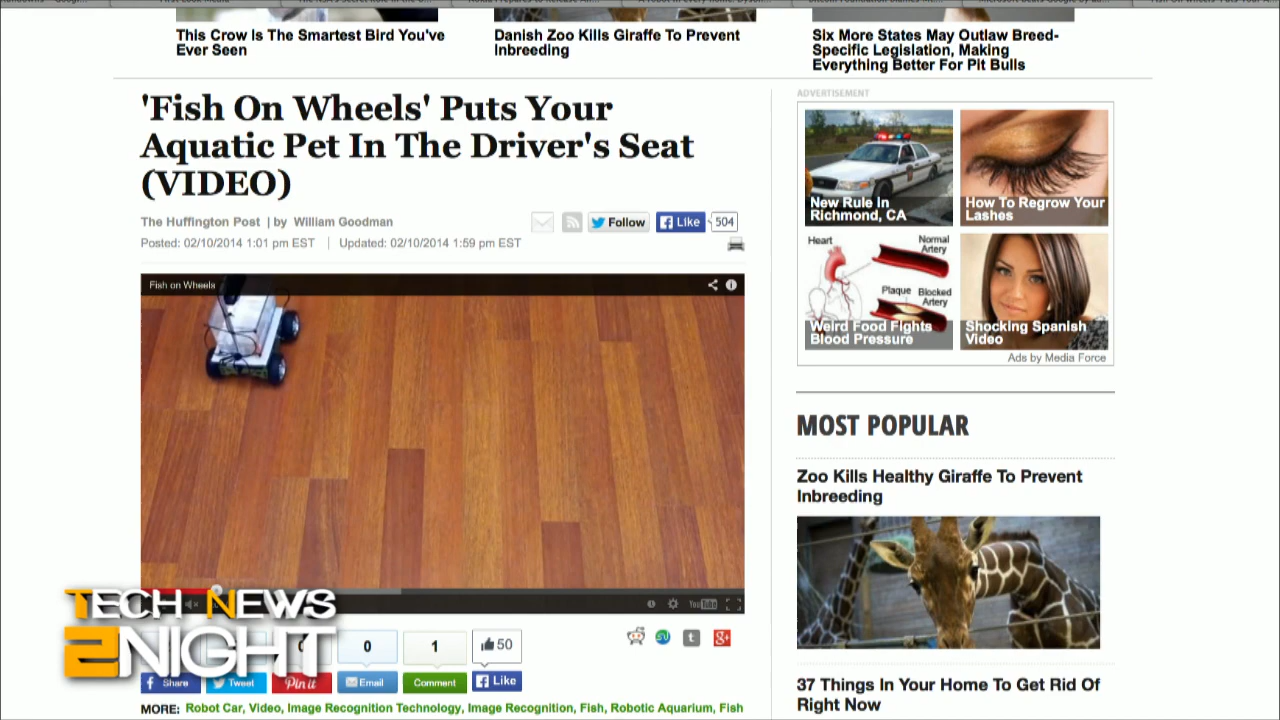 This Crow Is The Smartest Bird You've
Ever Seen
Danish Zoo Kills Giraffe To Prevent
Inbreeding
Six More States May Outlaw Breed-
Specific Legislation, Making
Everything Better For Pit Bulls
'Fish On Wheels' Puts Your
Aquatic Pet In The Driver's Seat
(VIDEO)
The Huffington Post | by William Goodman
Follow
Like
504
Posted: 02/10/2014 1:01 pm EST | Updated: 02/10/2014 1:59 pm EST
Fish on Wheels
YouTube
ADVERTISEMENT
New Rule in
Richmond, CA
How To Regrow Your
Lashes
Heart
Normal
Artery
Plaque
Blocked
Artery
Weird Food Fights
Blood Pressure
Shocking Spanish
Video
Ads by Media Force
MOST POPULAR
Zoo Kills Healthy Giraffe To Prevent
Inbreeding
37 Things In Your Home To Get Rid Of
Right Now
TECH NEWS
2NIGHT
0
1
50
Share
Tweet
Pin it
Email
Comment
Like
MORE: Robot Car, Video, Image Recognition Technology, Image Recognition, Fish, Robotic Aquarium, Fish